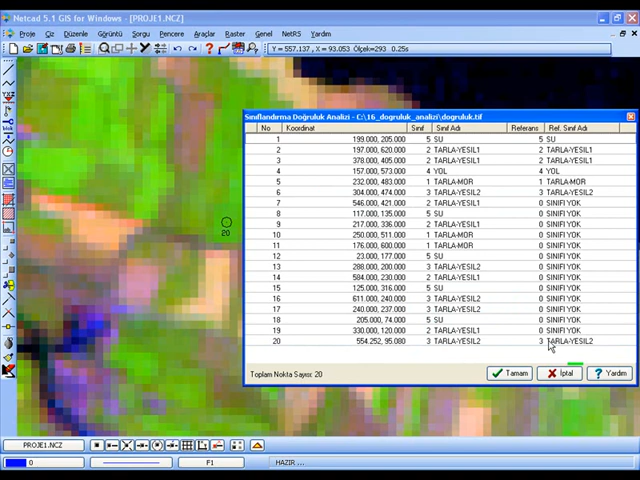 Netcad 5.1 GIS for Windows - [PROJE1.NCZ]
Proje Çiz Düzenle Görüntü Sorgu Pencere Araçlar Raster Genel NetRS Yardım
Y = 557.137, X = 93.053 Ölçek=293 0.25s
Sınıflandırma Doğruluk Analizi - C:\16_dogruluk_analizi\dogruluk.tif
No Koordinat Sınıf Sınıf Adı Referans Ref. Sınıf Adı
1 199.000, 205.000 5 SU 5 SU
2 197.000, 620.000 2 TARLA-YESIL1 2 TARLA-YESIL1
3 378.000, 405.000 2 TARLA-YESIL1 2 TARLA-YESIL1
4 157.000, 573.000 4 YOL 4 YOL
5 232.000, 483.000 1 TARLA-MOR 1 TARLA-MOR
6 304.000, 474.000 3 TARLA-YESIL2 3 TARLA-YESIL2
7 546.000, 421.000 2 TARLA-YESIL1 0 SINIFI YOK
8 117.000, 135.000 5 SU 0 SINIFI YOK
9 217.000, 336.000 2 TARLA-YESIL1 0 SINIFI YOK
10 250.000, 511.000 1 TARLA-MOR 0 SINIFI YOK
11 176.000, 600.000 1 TARLA-MOR 0 SINIFI YOK
12 23.000, 177.000 5 SU 0 SINIFI YOK
13 288.000, 200.000 3 TARLA-YESIL2 0 SINIFI YOK
14 584.000, 230.000 2 TARLA-YESIL1 0 SINIFI YOK
15 125.000, 316.000 5 SU 0 SINIFI YOK
16 611.000, 240.000 3 TARLA-YESIL2 0 SINIFI YOK
17 240.000, 237.000 3 TARLA-YESIL2 0 SINIFI YOK
18 205.000, 74.000 5 SU 0 SINIFI YOK
19 330.000, 120.000 2 TARLA-YESIL1 0 SINIFI YOK
20 554.252, 95.080 3 TARLA-YESIL2 3 TARLA-YESIL2
20
Toplam Nokta Sayısı: 20
Tamam İptal Yardım
PROJE1.NCZ
0 F1 HAZIR ...